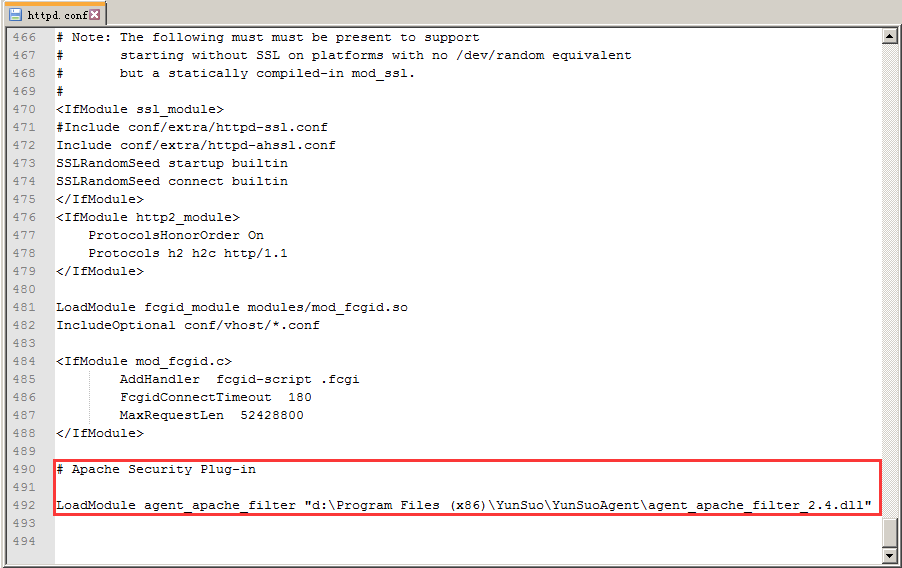 httpd.conf
466 # Note: The following must must be present to support
467 #       starting without SSL on platforms with no /dev/random equivalent
468 #       but a statically compiled-in mod_ssl.
469 #
470 <IfModule ssl_module>
471 #Include conf/extra/httpd-ssl.conf
472 Include conf/extra/httpd-ahssl.conf
473 SSLRandomSeed startup builtin
474 SSLRandomSeed connect builtin
475 </IfModule>
476 <IfModule http2_module>
477     ProtocolsHonorOrder On
478     Protocols h2 h2c http/1.1
479 </IfModule>
480
481 LoadModule fcgid_module modules/mod_fcgid.so
482 IncludeOptional conf/vhost/*.conf
483
484 <IfModule mod_fcgid.c>
485         AddHandler  fcgid-script .fcgi
486         FcgidConnectTimeout  180
487         MaxRequestLen  52428800
488 </IfModule>
489
490 # Apache Security Plug-in
491
492 LoadModule agent_apache_filter "d:\Program Files (x86)\YunSuo\YunSuoAgent\agent_apache_filter_2.4.dll"
493
494